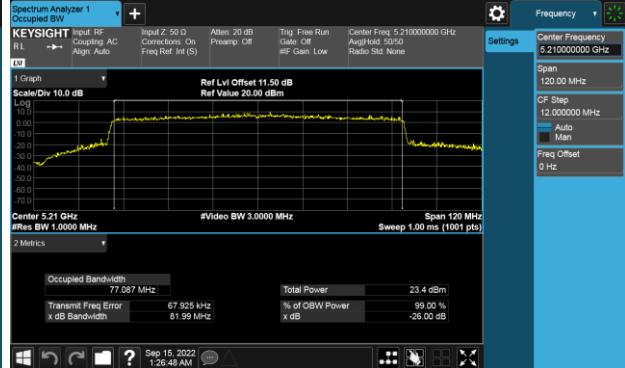 Spectrum Analyzer 1
Occupied BW
KEYSIGHT
RL
Input: RF
Coupling: AC
Align: Auto
Input Z: 50 Ω
Corrections: On
Freq Ref: Int (S)
Atten: 20 dB
Preamp: Off
Trig: Free Run
Gate: Off
#IF Gain: Low
Center Freq: 5.210000000 GHz
Avg|Hold: 50/50
Radio Std: None
LXI
1 Graph
Scale/Div 10.0 dB
Ref Lvl Offset 11.50 dB
Ref Value 20.00 dBm
Log
10.0
0.00
-10.0
-20.0
-30.0
-40.0
-50.0
-60.0
-70.0
Center 5.21 GHz
#Res BW 1.0000 MHz
#Video BW 3.0000 MHz
Span 120 MHz
Sweep 1.00 ms (1001 pts)
2 Metrics
Occupied Bandwidth
77.087 MHz
Transmit Freq Error 67.925 kHz
x dB Bandwidth 81.99 MHz
Total Power 23.4 dBm
% of OBW Power 99.00 %
x dB -26.00 dB
Sep 15, 2022
1:26:48 AM
Frequency
Settings
Center Frequency
5.210000000 GHz
Span
120.00 MHz
CF Step
12.000000 MHz
Auto
Man
Freq Offset
0 Hz